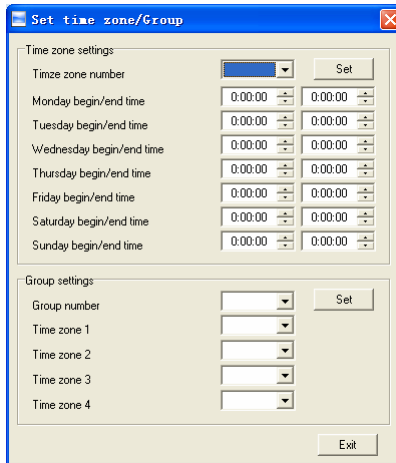 Set time zone/Group
Time zone settings
Timze zone number Set
Monday begin/end time 0:00:00 0:00:00
Tuesday begin/end time 0:00:00 0:00:00
Wednesday begin/end time 0:00:00 0:00:00
Thursday begin/end time 0:00:00 0:00:00
Friday begin/end time 0:00:00 0:00:00
Saturday begin/end time 0:00:00 0:00:00
Sunday begin/end time 0:00:00 0:00:00
Group settings
Group number Set
Time zone 1
Time zone 2
Time zone 3
Time zone 4
Exit